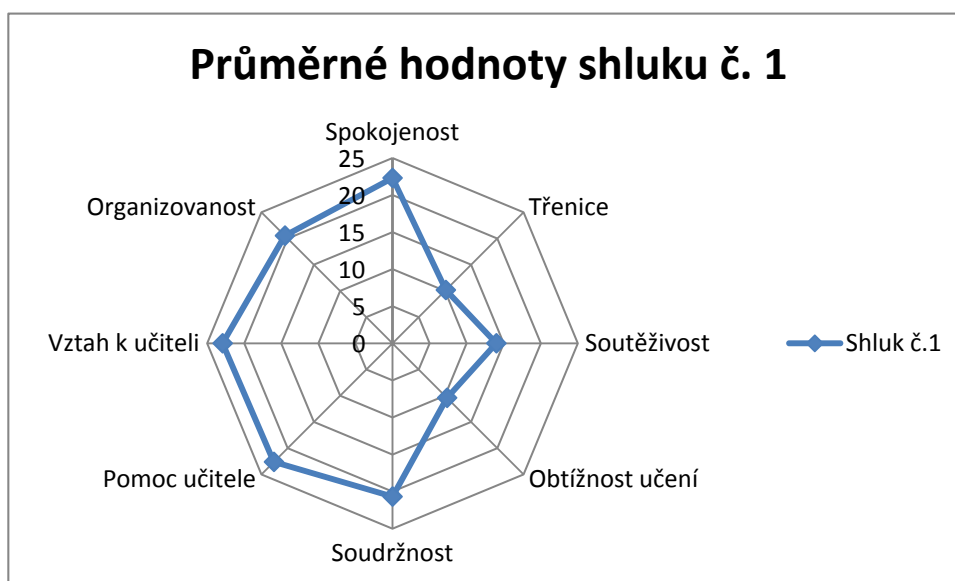 Průměrné hodnoty shluku č. 1
Spokojenost
Třenice
Soutěživost
Obtížnost učení
Soudržnost
Pomoc učitele
Vztah k učiteli
Organizovanost
25
20
15
10
5
0
Shluk č.1